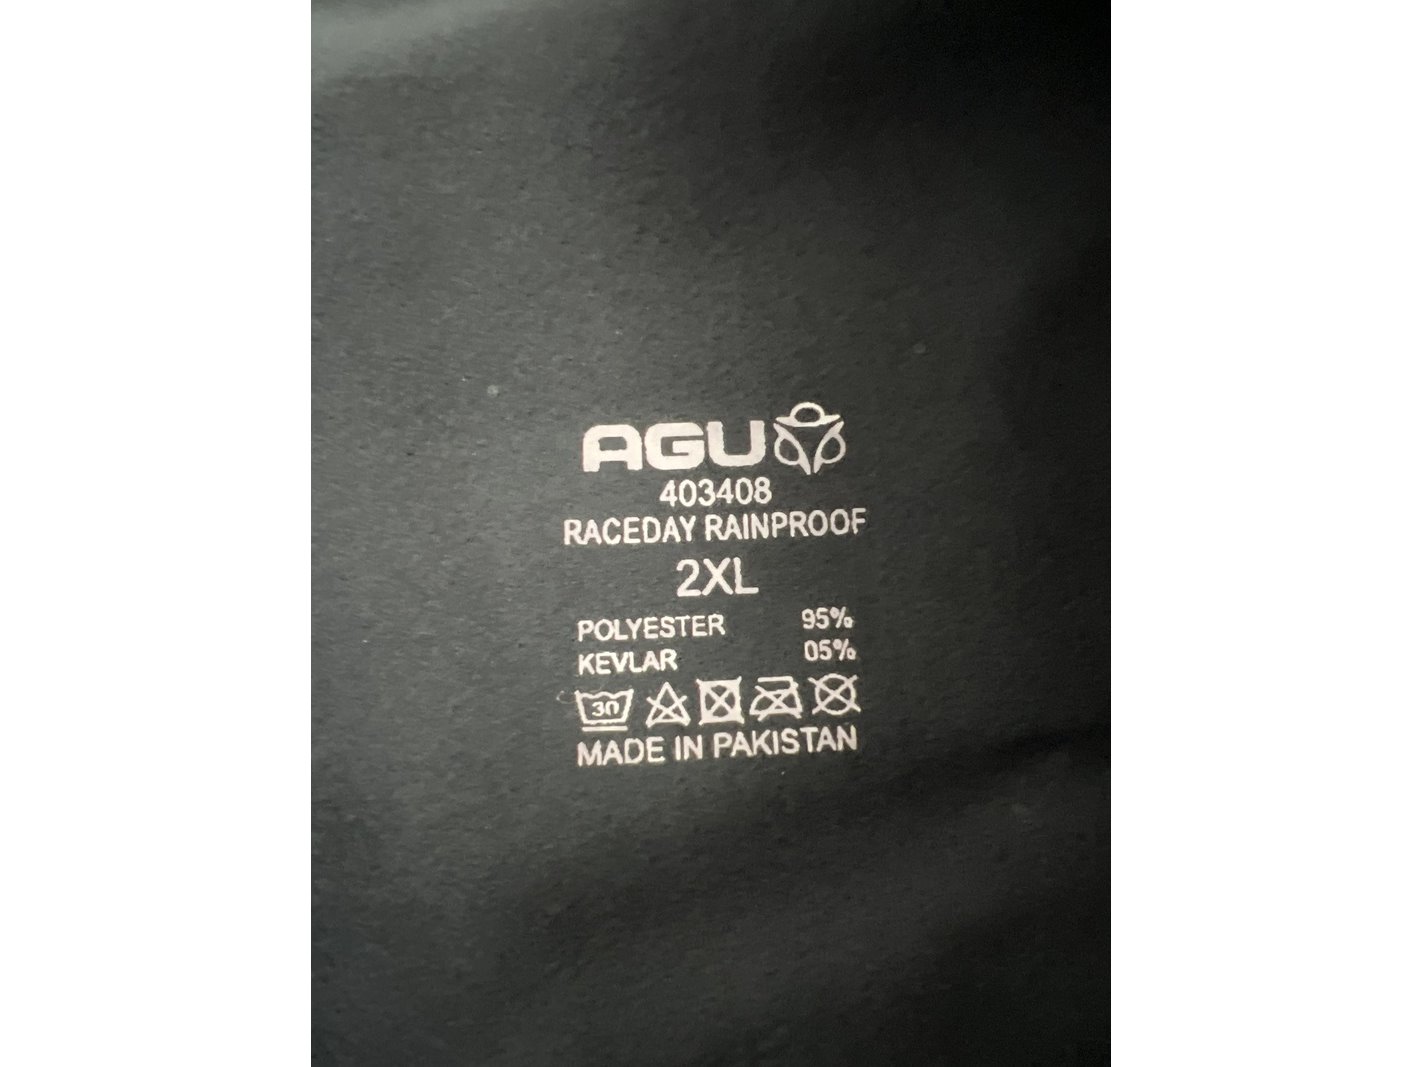 AGU
403408
RACEDAY RAINPROOF
2XL
POLYESTER 95%
KEVLAR 05%
30
MADE IN PAKISTAN